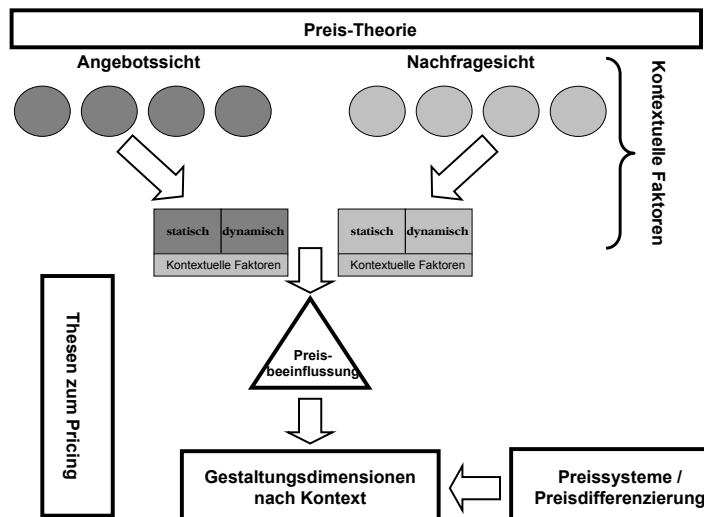 Preis-Theorie
Angebotssicht
Nachfragesicht
Kontextuelle Faktoren
statisch
dynamisch
Kontextuelle Faktoren
statisch
dynamisch
Kontextuelle Faktoren
Thesen zum Pricing
Preis-
beeinflussung
Gestaltungsdimensionen
nach Kontext
Preissysteme /
Preisdifferenzierung